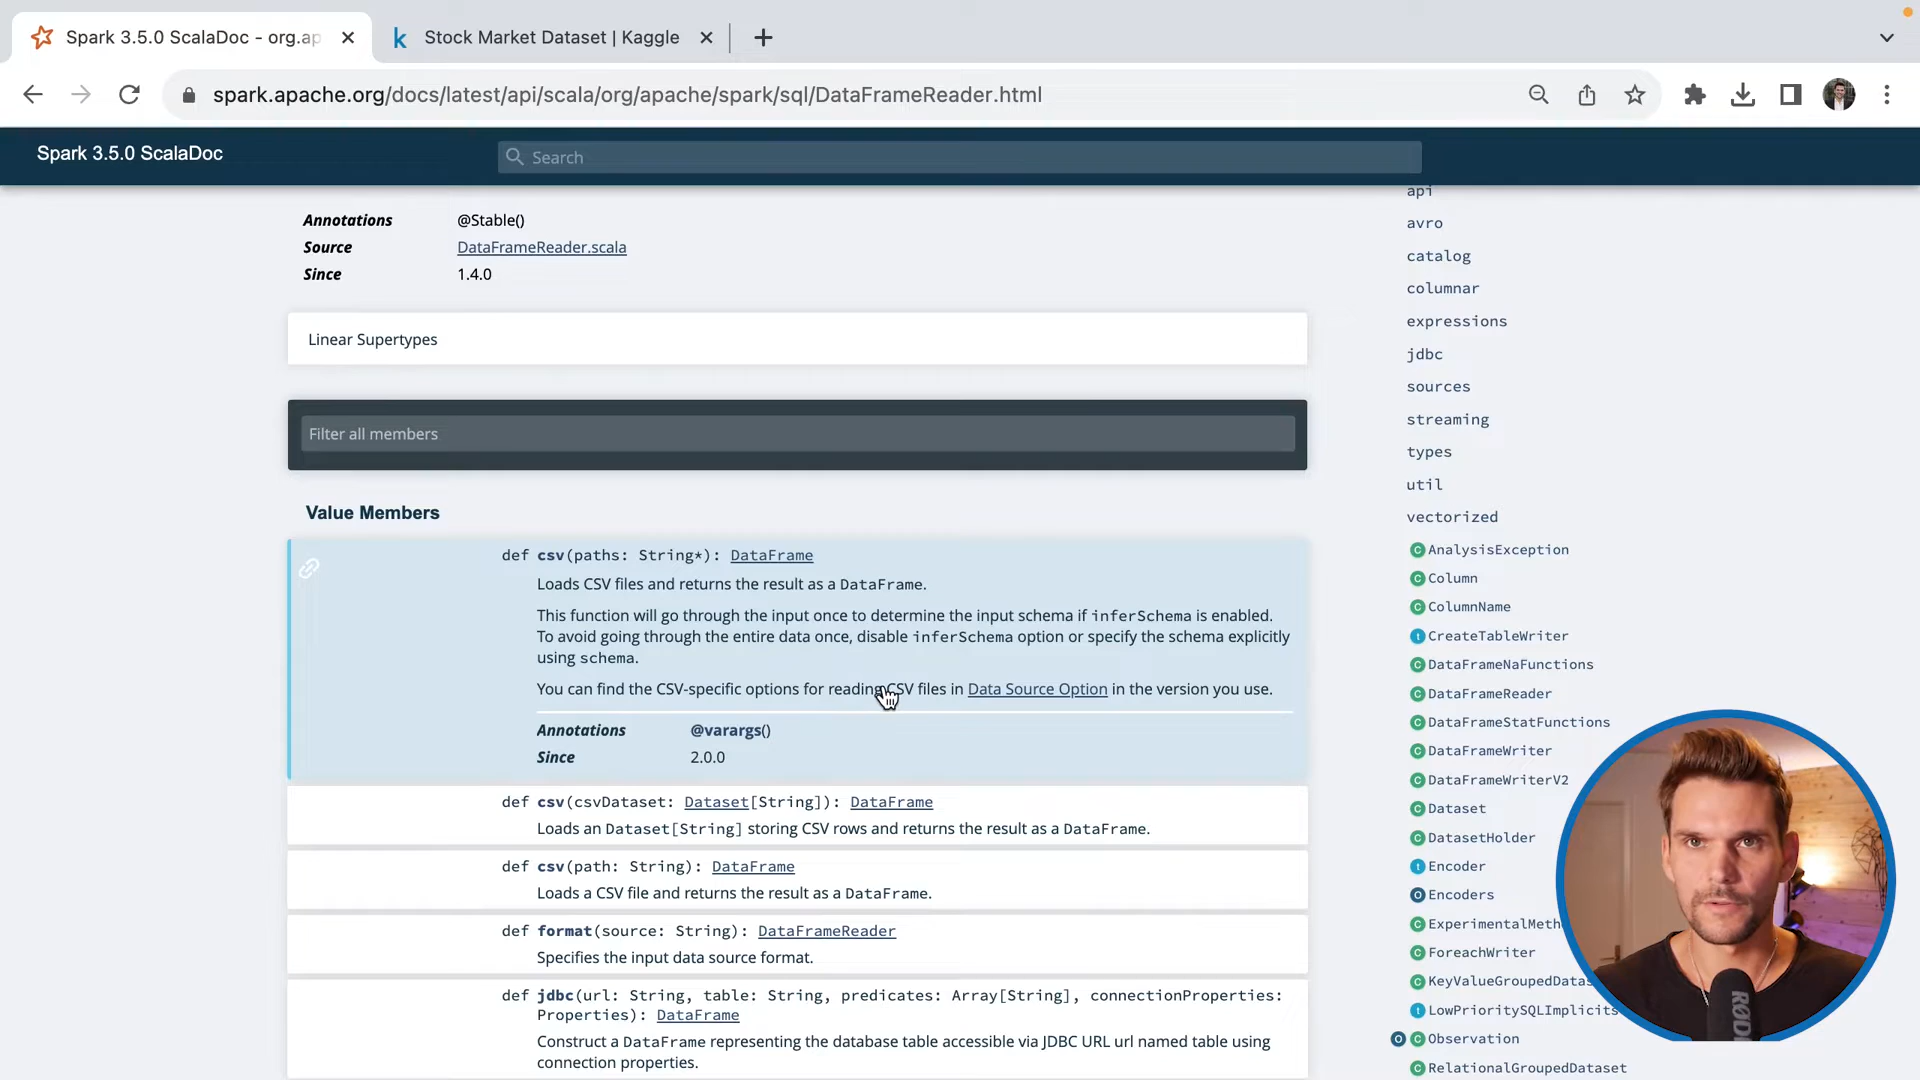 Spark 3.5.0 ScalaDoc - org.ap
Stock Market Dataset | Kaggle
spark.apache.org/docs/latest/api/scala/org/apache/spark/sql/DataFrameReader.html
Spark 3.5.0 ScalaDoc
Search
Annotations @Stable()
Source DataFrameReader.scala
Since 1.4.0
Linear Supertypes
Filter all members
Value Members
def csv(paths: String*): DataFrame
Loads CSV files and returns the result as a DataFrame.
This function will go through the input once to determine the input schema if inferSchema is enabled.
To avoid going through the entire data once, disable inferSchema option or specify the schema explicitly
using schema.
You can find the CSV-specific options for reading CSV files in Data Source Option in the version you use.
Annotations @varargs()
Since 2.0.0
def csv(csvDataset: Dataset[String]): DataFrame
Loads an Dataset[String] storing CSV rows and returns the result as a DataFrame.
def csv(path: String): DataFrame
Loads a CSV file and returns the result as a DataFrame.
def format(source: String): DataFrameReader
Specifies the input data source format.
def jdbc(url: String, table: String, predicates: Array[String], connectionProperties:
Properties): DataFrame
Construct a DataFrame representing the database table accessible via JDBC URL url named table using
connection properties.
api
avro
catalog
columnar
expressions
jdbc
sources
streaming
types
util
vectorized
C AnalysisException
C Column
C ColumnName
t CreateTableWriter
C DataFrameNaFunctions
C DataFrameReader
C DataFrameStatFunctions
C DataFrameWriter
C DataFrameWriterV2
C Dataset
C DatasetHolder
t Encoder
O Encoders
C ExperimentalMeth
C ForeachWriter
C KeyValueGroupedDatas
t LowPrioritySQLImplicits
O C Observation
C RelationalGroupedDataset
RØD